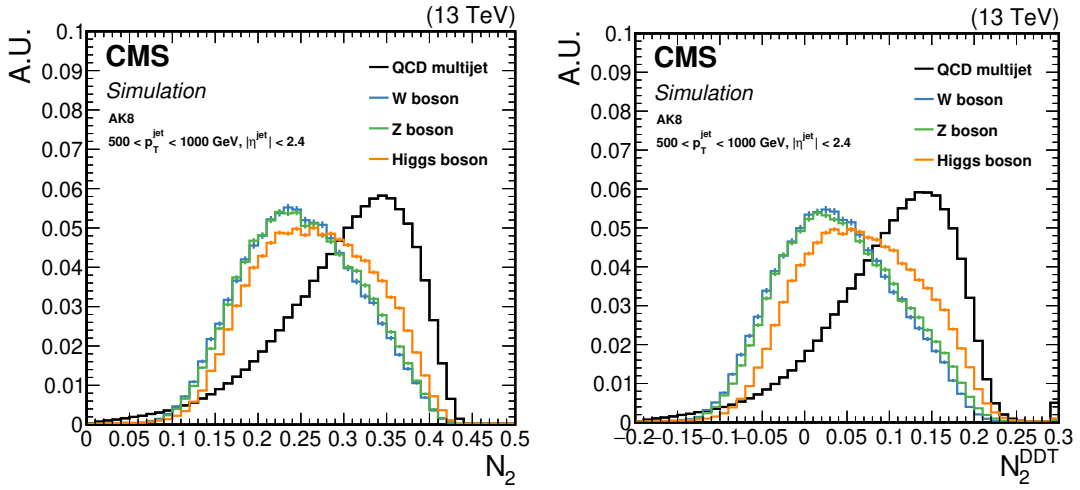 (13 TeV)
A.U.
CMS
Simulation
AK8
500 < p_T^jet < 1000 GeV, |η^jet| < 2.4
QCD multijet
W boson
Z boson
Higgs boson
0.1
0.09
0.08
0.07
0.06
0.05
0.04
0.03
0.02
0.01
0
0 0.05 0.1 0.15 0.2 0.25 0.3 0.35 0.4 0.45 0.5
N_2
(13 TeV)
A.U.
CMS
Simulation
AK8
500 < p_T^jet < 1000 GeV, |η^jet| < 2.4
QCD multijet
W boson
Z boson
Higgs boson
0.1
0.09
0.08
0.07
0.06
0.05
0.04
0.03
0.02
0.01
0
−0.2 −0.15 −0.1 −0.05 0 0.05 0.1 0.15 0.2 0.25 0.3
N_2^DDT